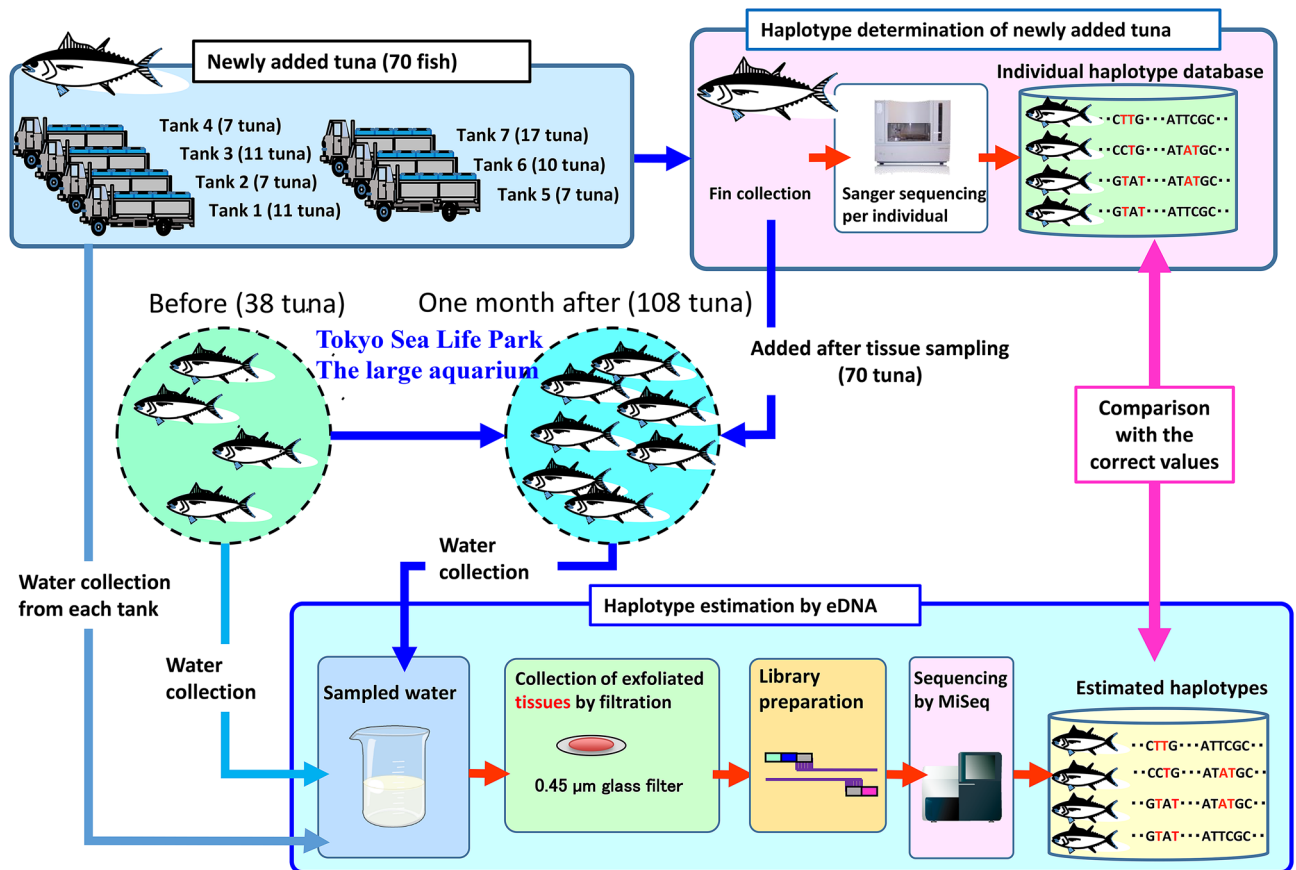 Newly added tuna (70 fish)
Tank 4 (7 tuna)
Tank 3 (11 tuna)
Tank 2 (7 tuna)
Tank 1 (11 tuna)
Tank 7 (17 tuna)
Tank 6 (10 tuna)
Tank 5 (7 tuna)
Haplotype determination of newly added tuna
Individual haplotype database
Fin collection
Sanger sequencing
per individual
··CTTG···ATTCGC··
··CCTG···ATATGC··
··GTAT···ATATGC··
··GTAT···ATTCGC··
Before (38 tuna)
One month after (108 tuna)
Tokyo Sea Life Park
The large aquarium
Added after tissue sampling
(70 tuna)
Comparison
with the
correct values
Water collection
from each tank
Water
collection
Water
collection
Haplotype estimation by eDNA
Sampled water
Collection of exfoliated
tissues by filtration
0.45 µm glass filter
Library
preparation
Sequencing
by MiSeq
Estimated haplotypes
··CTTG···ATTCGC··
··CCTG···ATATGC··
··GTAT···ATATGC··
··GTAT···ATTCGC··